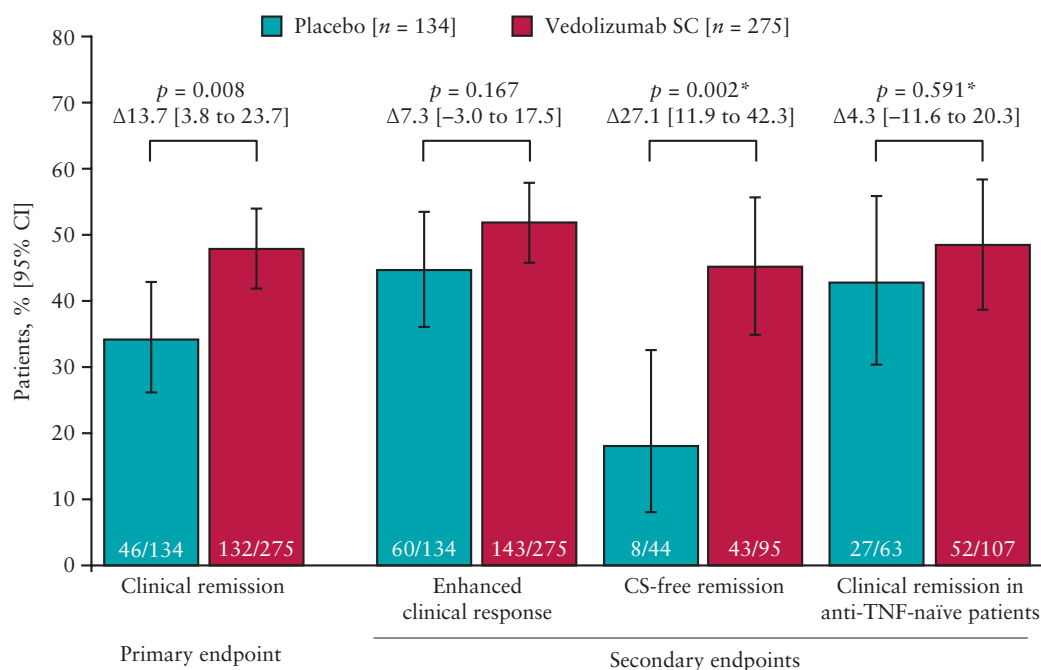 Placebo [n = 134]
Vedolizumab SC [n = 275]
Patients, % [95% CI]
80
70
60
50
40
30
20
10
0
p = 0.008
Δ13.7 [3.8 to 23.7]
p = 0.167
Δ7.3 [–3.0 to 17.5]
p = 0.002*
Δ27.1 [11.9 to 42.3]
p = 0.591*
Δ4.3 [–11.6 to 20.3]
46/134
132/275
60/134
143/275
8/44
43/95
27/63
52/107
Clinical remission
Enhanced
clinical response
CS-free remission
Clinical remission in
anti-TNF-naïve patients
Primary endpoint
Secondary endpoints